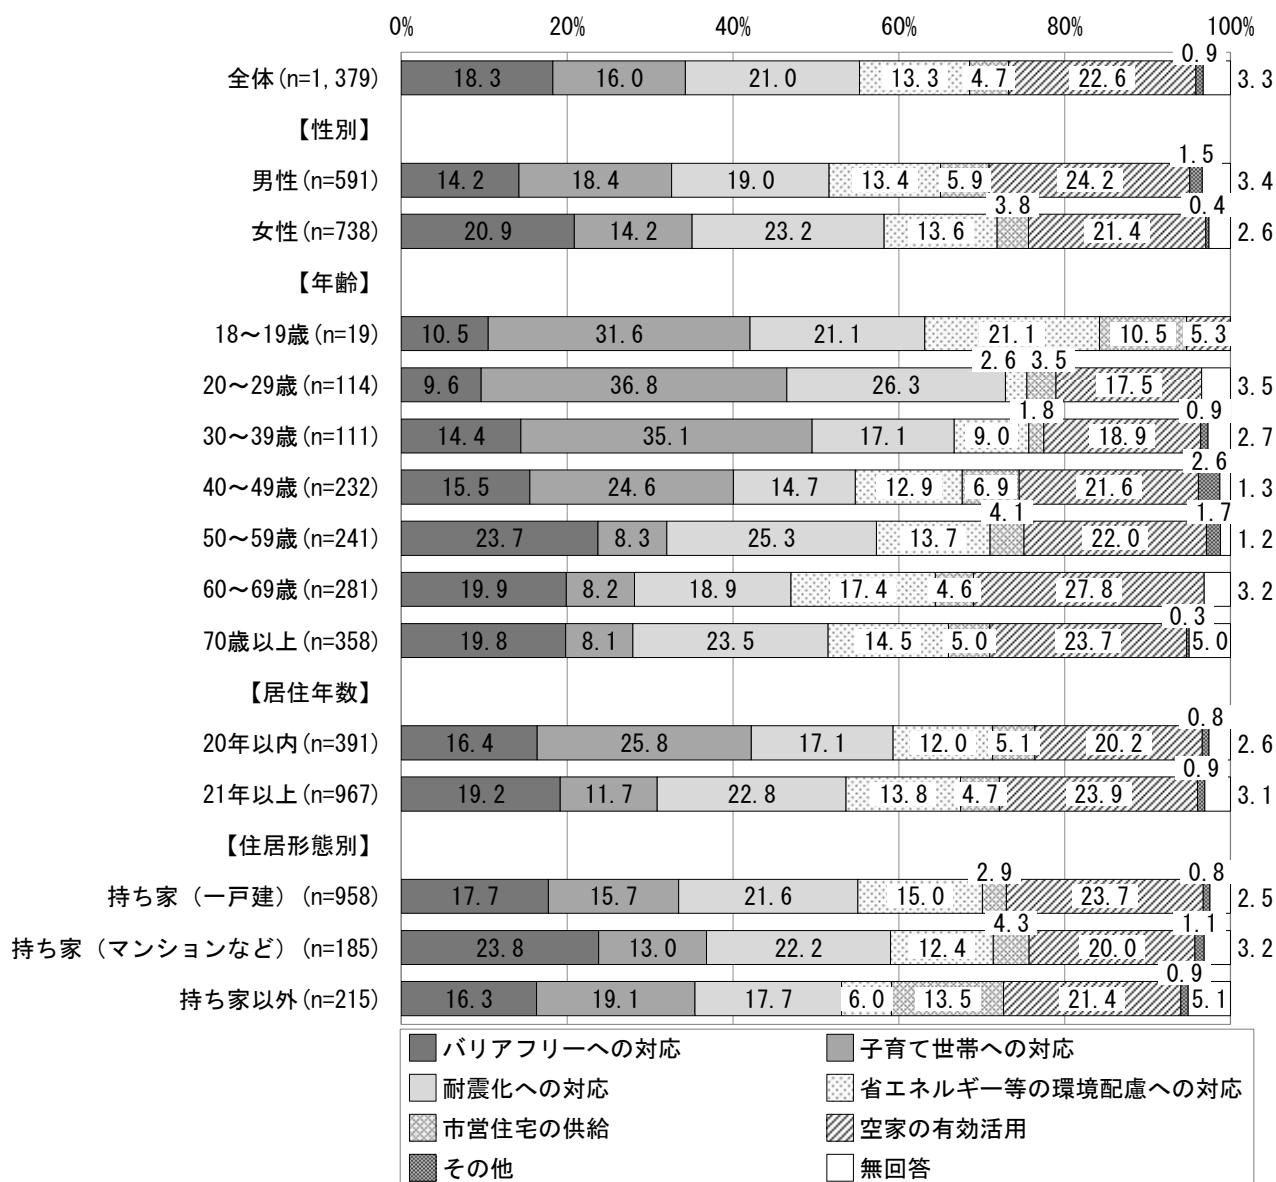 0% 20% 40% 60% 80% 100%
0.9
全体(n=1,379) 18.3 16.0 21.0 13.3 4.7 22.6 3.3
【性別】
1.5
男性(n=591) 14.2 18.4 19.0 13.4 5.9 24.2 3.4
3.8 0.4
女性(n=738) 20.9 14.2 23.2 13.6 21.4 2.6
【年齢】
18～19歳(n=19) 10.5 31.6 21.1 21.1 10.5 5.3
2.6 3.5
20～29歳(n=114) 9.6 36.8 26.3 17.5 3.5
1.8 0.9
30～39歳(n=111) 14.4 35.1 17.1 9.0 18.9 2.7
2.6
40～49歳(n=232) 15.5 24.6 14.7 12.9 6.9 21.6 1.3
4.1 1.7
50～59歳(n=241) 23.7 8.3 25.3 13.7 22.0 1.2
60～69歳(n=281) 19.9 8.2 18.9 17.4 4.6 27.8 3.2
0.3
70歳以上(n=358) 19.8 8.1 23.5 14.5 5.0 23.7 5.0
【居住年数】
0.8
20年以内(n=391) 16.4 25.8 17.1 12.0 5.1 20.2 2.6
0.9
21年以上(n=967) 19.2 11.7 22.8 13.8 4.7 23.9 3.1
【住居形態別】
2.9 0.8
持ち家（一戸建）(n=958) 17.7 15.7 21.6 15.0 23.7 2.5
4.3 1.1
持ち家（マンションなど）(n=185) 23.8 13.0 22.2 12.4 20.0 3.2
0.9
持ち家以外(n=215) 16.3 19.1 17.7 6.0 13.5 21.4 5.1
バリアフリーへの対応 子育て世帯への対応
耐震化への対応 省エネルギー等の環境配慮への対応
市営住宅の供給 空家の有効活用
その他 無回答